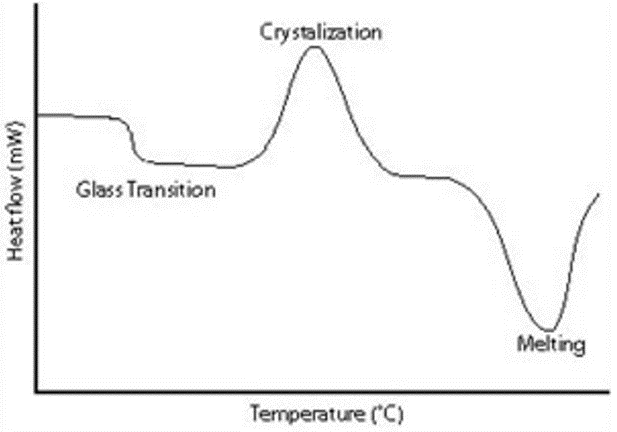 Crystalization
Heat flow (mW)
Glass Transition
Melting
Temperature (°C)